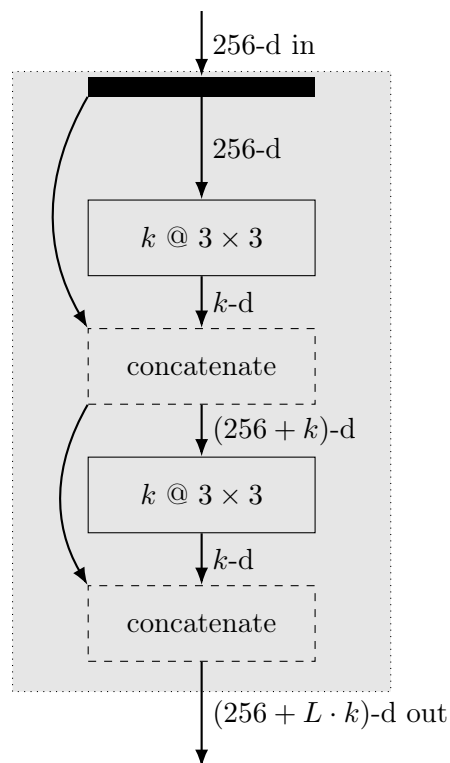 256-d in
256-d
k @ 3 × 3
k-d
concatenate
(256 + k)-d
k @ 3 × 3
k-d
concatenate
(256 + L · k)-d out